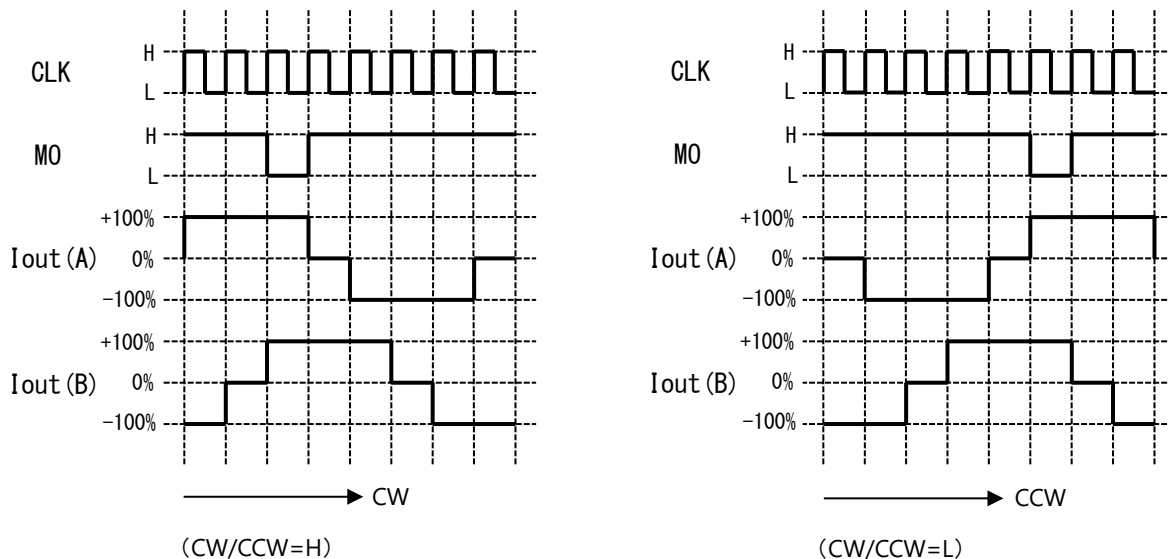 CLK
H
L
MO
H
L
Iout(A)
+100%
0%
-100%
Iout(B)
+100%
0%
-100%
CW
(CW/CCW=H)
CLK
H
L
MO
H
L
Iout(A)
+100%
0%
-100%
Iout(B)
+100%
0%
-100%
CCW
(CW/CCW=L)